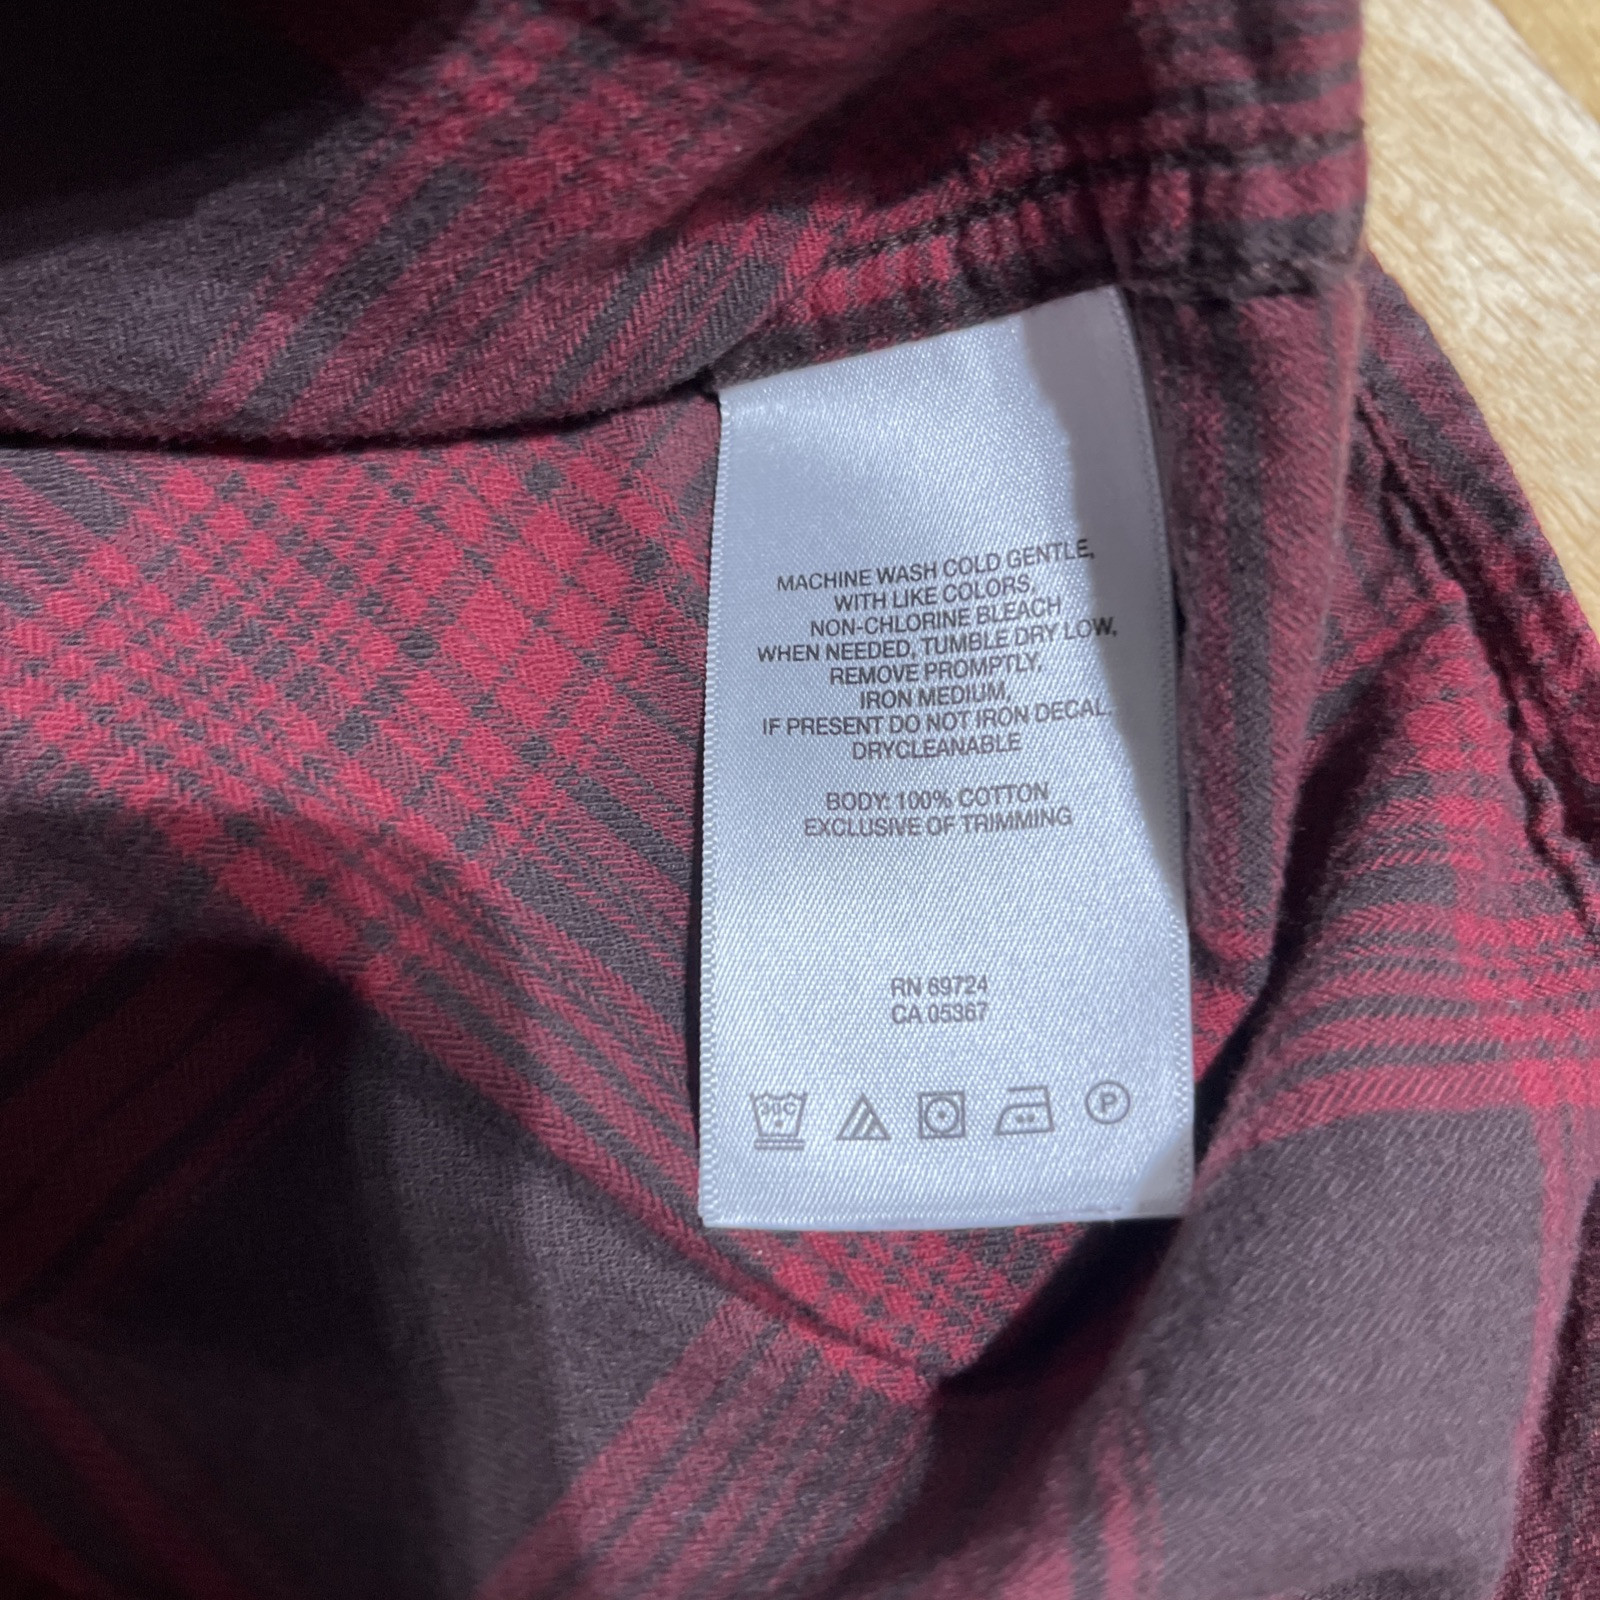 MACHINE WASH COLD GENTLE,
WITH LIKE COLORS,
NON-CHLORINE BLEACH
WHEN NEEDED, TUMBLE DRY LOW,
REMOVE PROMPTLY,
IRON MEDIUM,
IF PRESENT DO NOT IRON DECAL,
DRYCLEANABLE
BODY: 100% COTTON
EXCLUSIVE OF TRIMMING
RN 69724
CA 05367
30C P